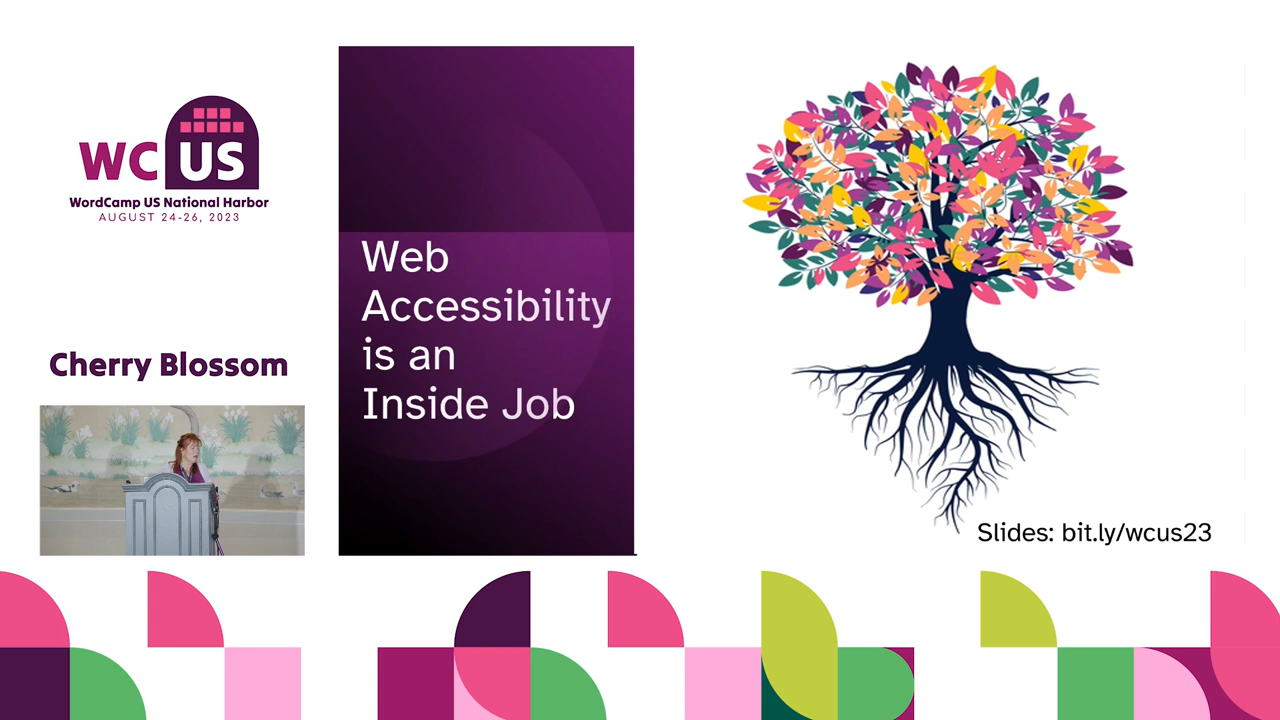 WC US
WordCamp US National Harbor
AUGUST 24-26, 2023
Cherry Blossom
Web
Accessibility
is an
Inside Job
Slides: bit.ly/wcus23